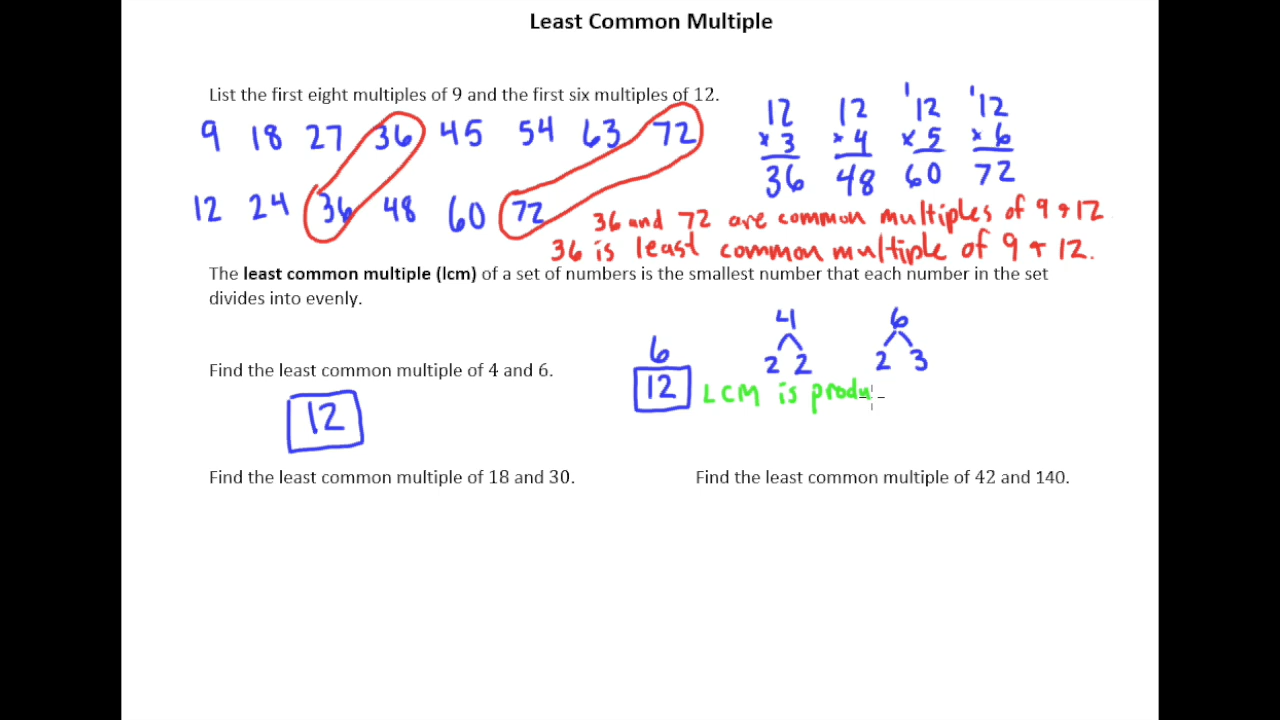 Least Common Multiple
List the first eight multiples of 9 and the first six multiples of 12.
9 18 27 36 45 54 63 72
12 24 36 48 60 72
12 12 1 12 1 12
× 3 × 4 × 5 × 6
36 48 60 72
36 and 72 are common multiples of 9 + 12
36 is least common multiple of 9 + 12.
The least common multiple (lcm) of a set of numbers is the smallest number that each number in the set
divides into evenly.
Find the least common multiple of 4 and 6.
12
6
12
4 6
2 2 2 3
LCM is produ
Find the least common multiple of 18 and 30.
Find the least common multiple of 42 and 140.